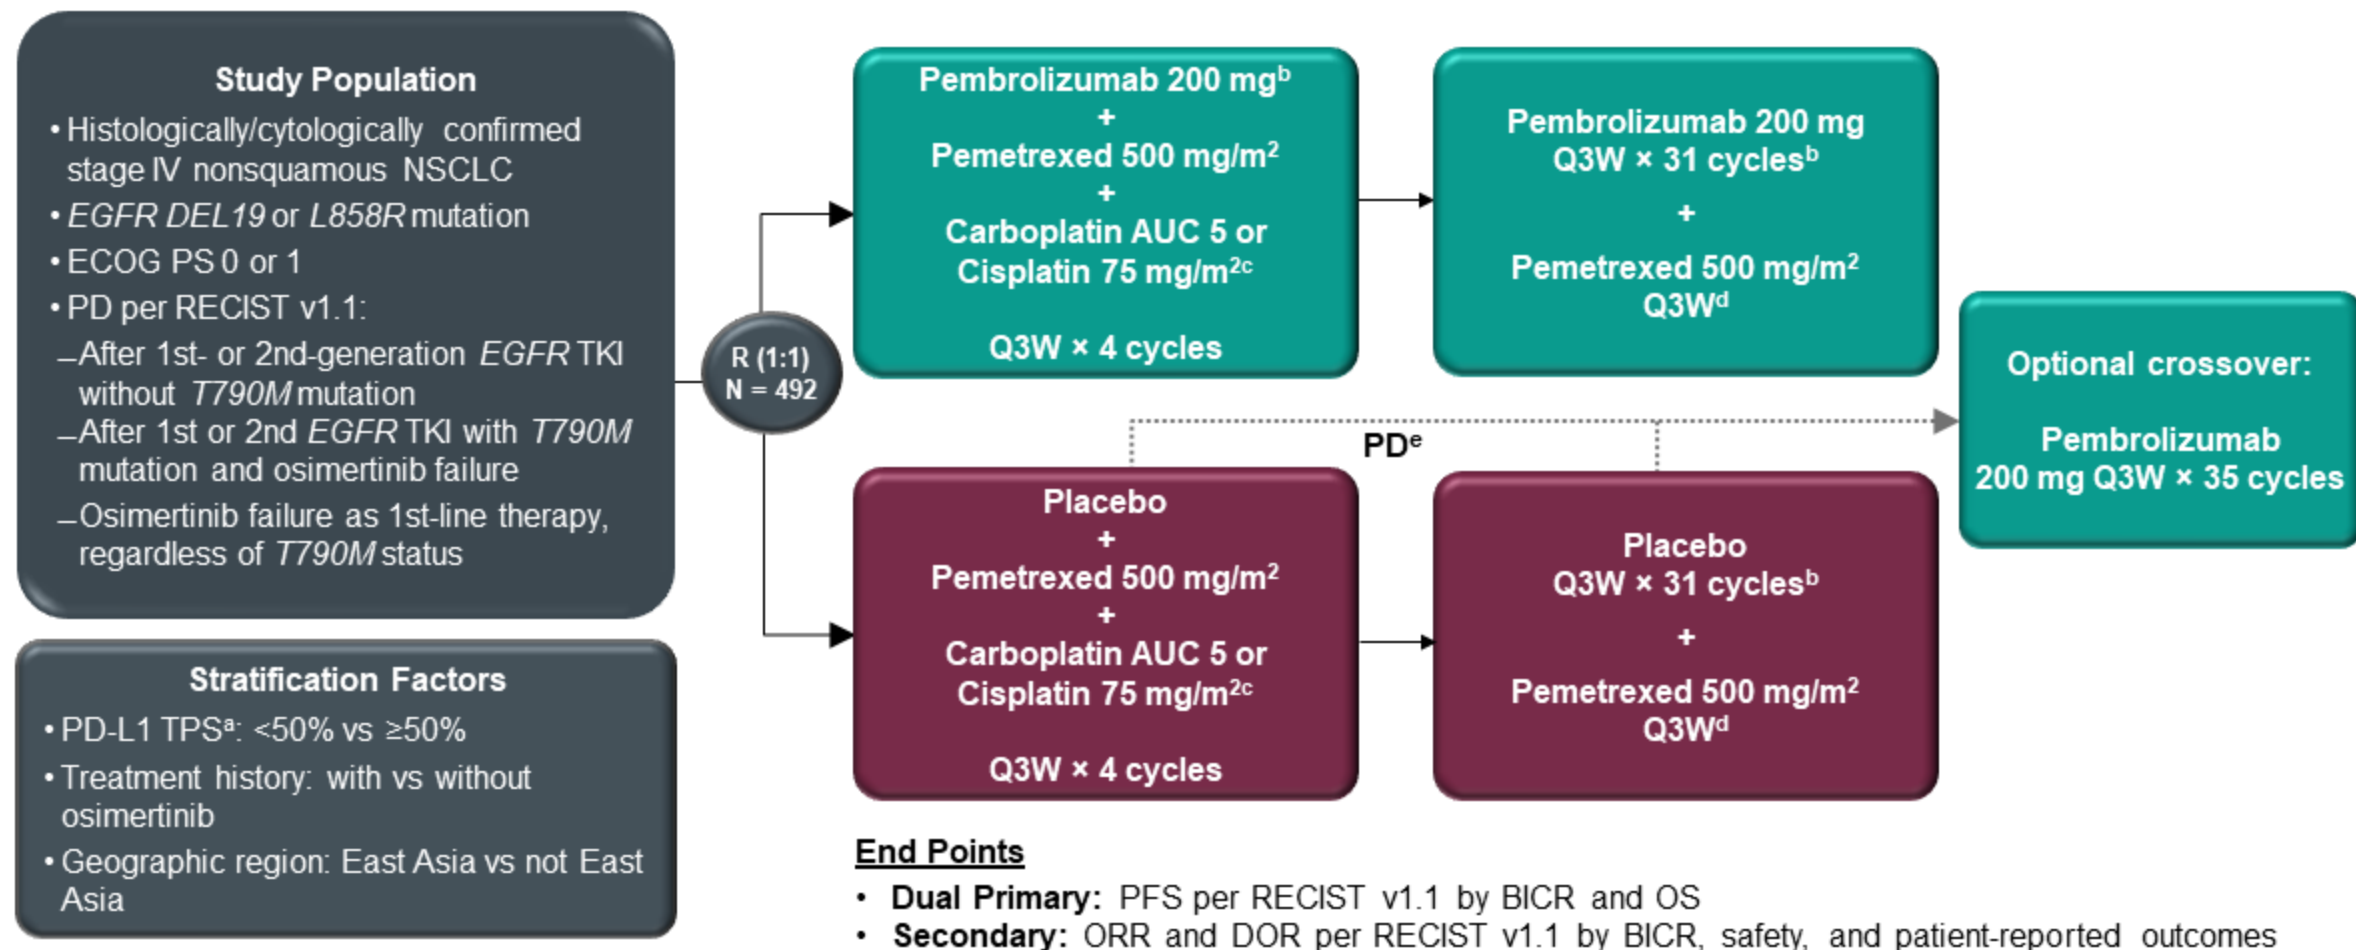 Study Population
• Histologically/cytologically confirmed
stage IV nonsquamous NSCLC
• EGFR DEL19 or L858R mutation
• ECOG PS 0 or 1
• PD per RECIST v1.1:
–After 1st- or 2nd-generation EGFR TKI
without T790M mutation
–After 1st or 2nd EGFR TKI with T790M
mutation and osimertinib failure
–Osimertinib failure as 1st-line therapy,
regardless of T790M status
Stratification Factors
• PD-L1 TPSᵃ: <50% vs ≥50%
• Treatment history: with vs without
osimertinib
• Geographic region: East Asia vs not East
Asia
R (1:1)
N = 492
Pembrolizumab 200 mgᵇ
+
Pemetrexed 500 mg/m²
+
Carboplatin AUC 5 or
Cisplatin 75 mg/m²ᶜ
Q3W × 4 cycles
Pembrolizumab 200 mg
Q3W × 31 cyclesᵇ
+
Pemetrexed 500 mg/m²
Q3Wᵈ
PDᵉ
Optional crossover:
Pembrolizumab
200 mg Q3W × 35 cycles
Placebo
+
Pemetrexed 500 mg/m²
+
Carboplatin AUC 5 or
Cisplatin 75 mg/m²ᶜ
Q3W × 4 cycles
Placebo
Q3W × 31 cyclesᵇ
+
Pemetrexed 500 mg/m²
Q3Wᵈ
End Points
• Dual Primary: PFS per RECIST v1.1 by BICR and OS
• Secondary: ORR and DOR per RECIST v1.1 by BICR, safety, and patient-reported outcomes